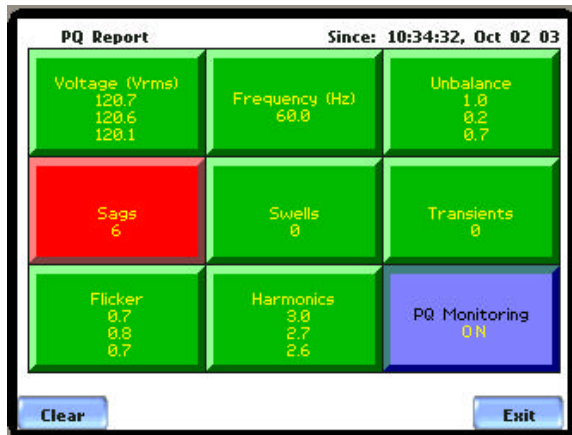 PQ Report
Since: 10:34:32, Oct 02 03
Voltage (Vrms)
120.7
120.6
120.1
Frequency (Hz)
60.0
Unbalance
1.0
0.2
0.7
Sags
6
Swells
0
Transients
0
Flicker
0.7
0.8
0.7
Harmonics
3.0
2.7
2.6
PQ Monitoring
ON
Clear
Exit